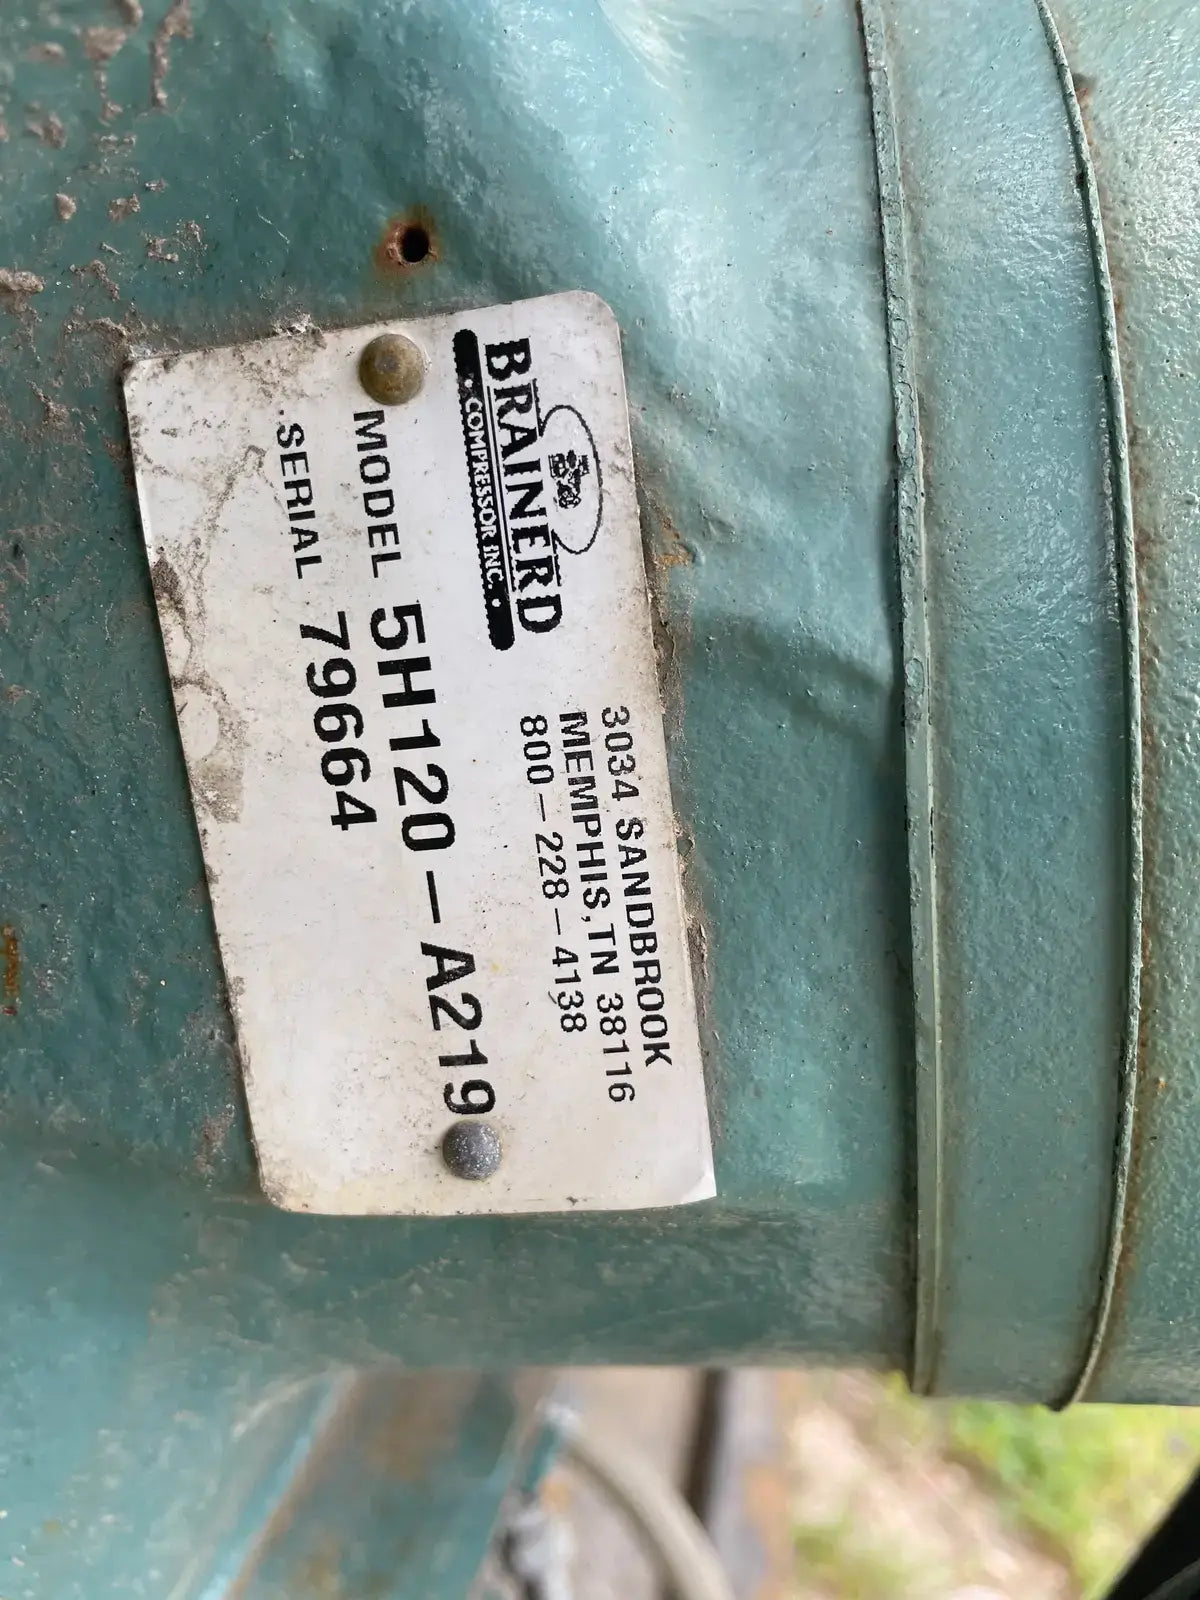 BRAINERD
• COMPRESSOR INC. •
3034 SANDBROOK
MEMPHIS, TN 38116
800-228-4138
MODEL 5H120-A219
SERIAL 79664